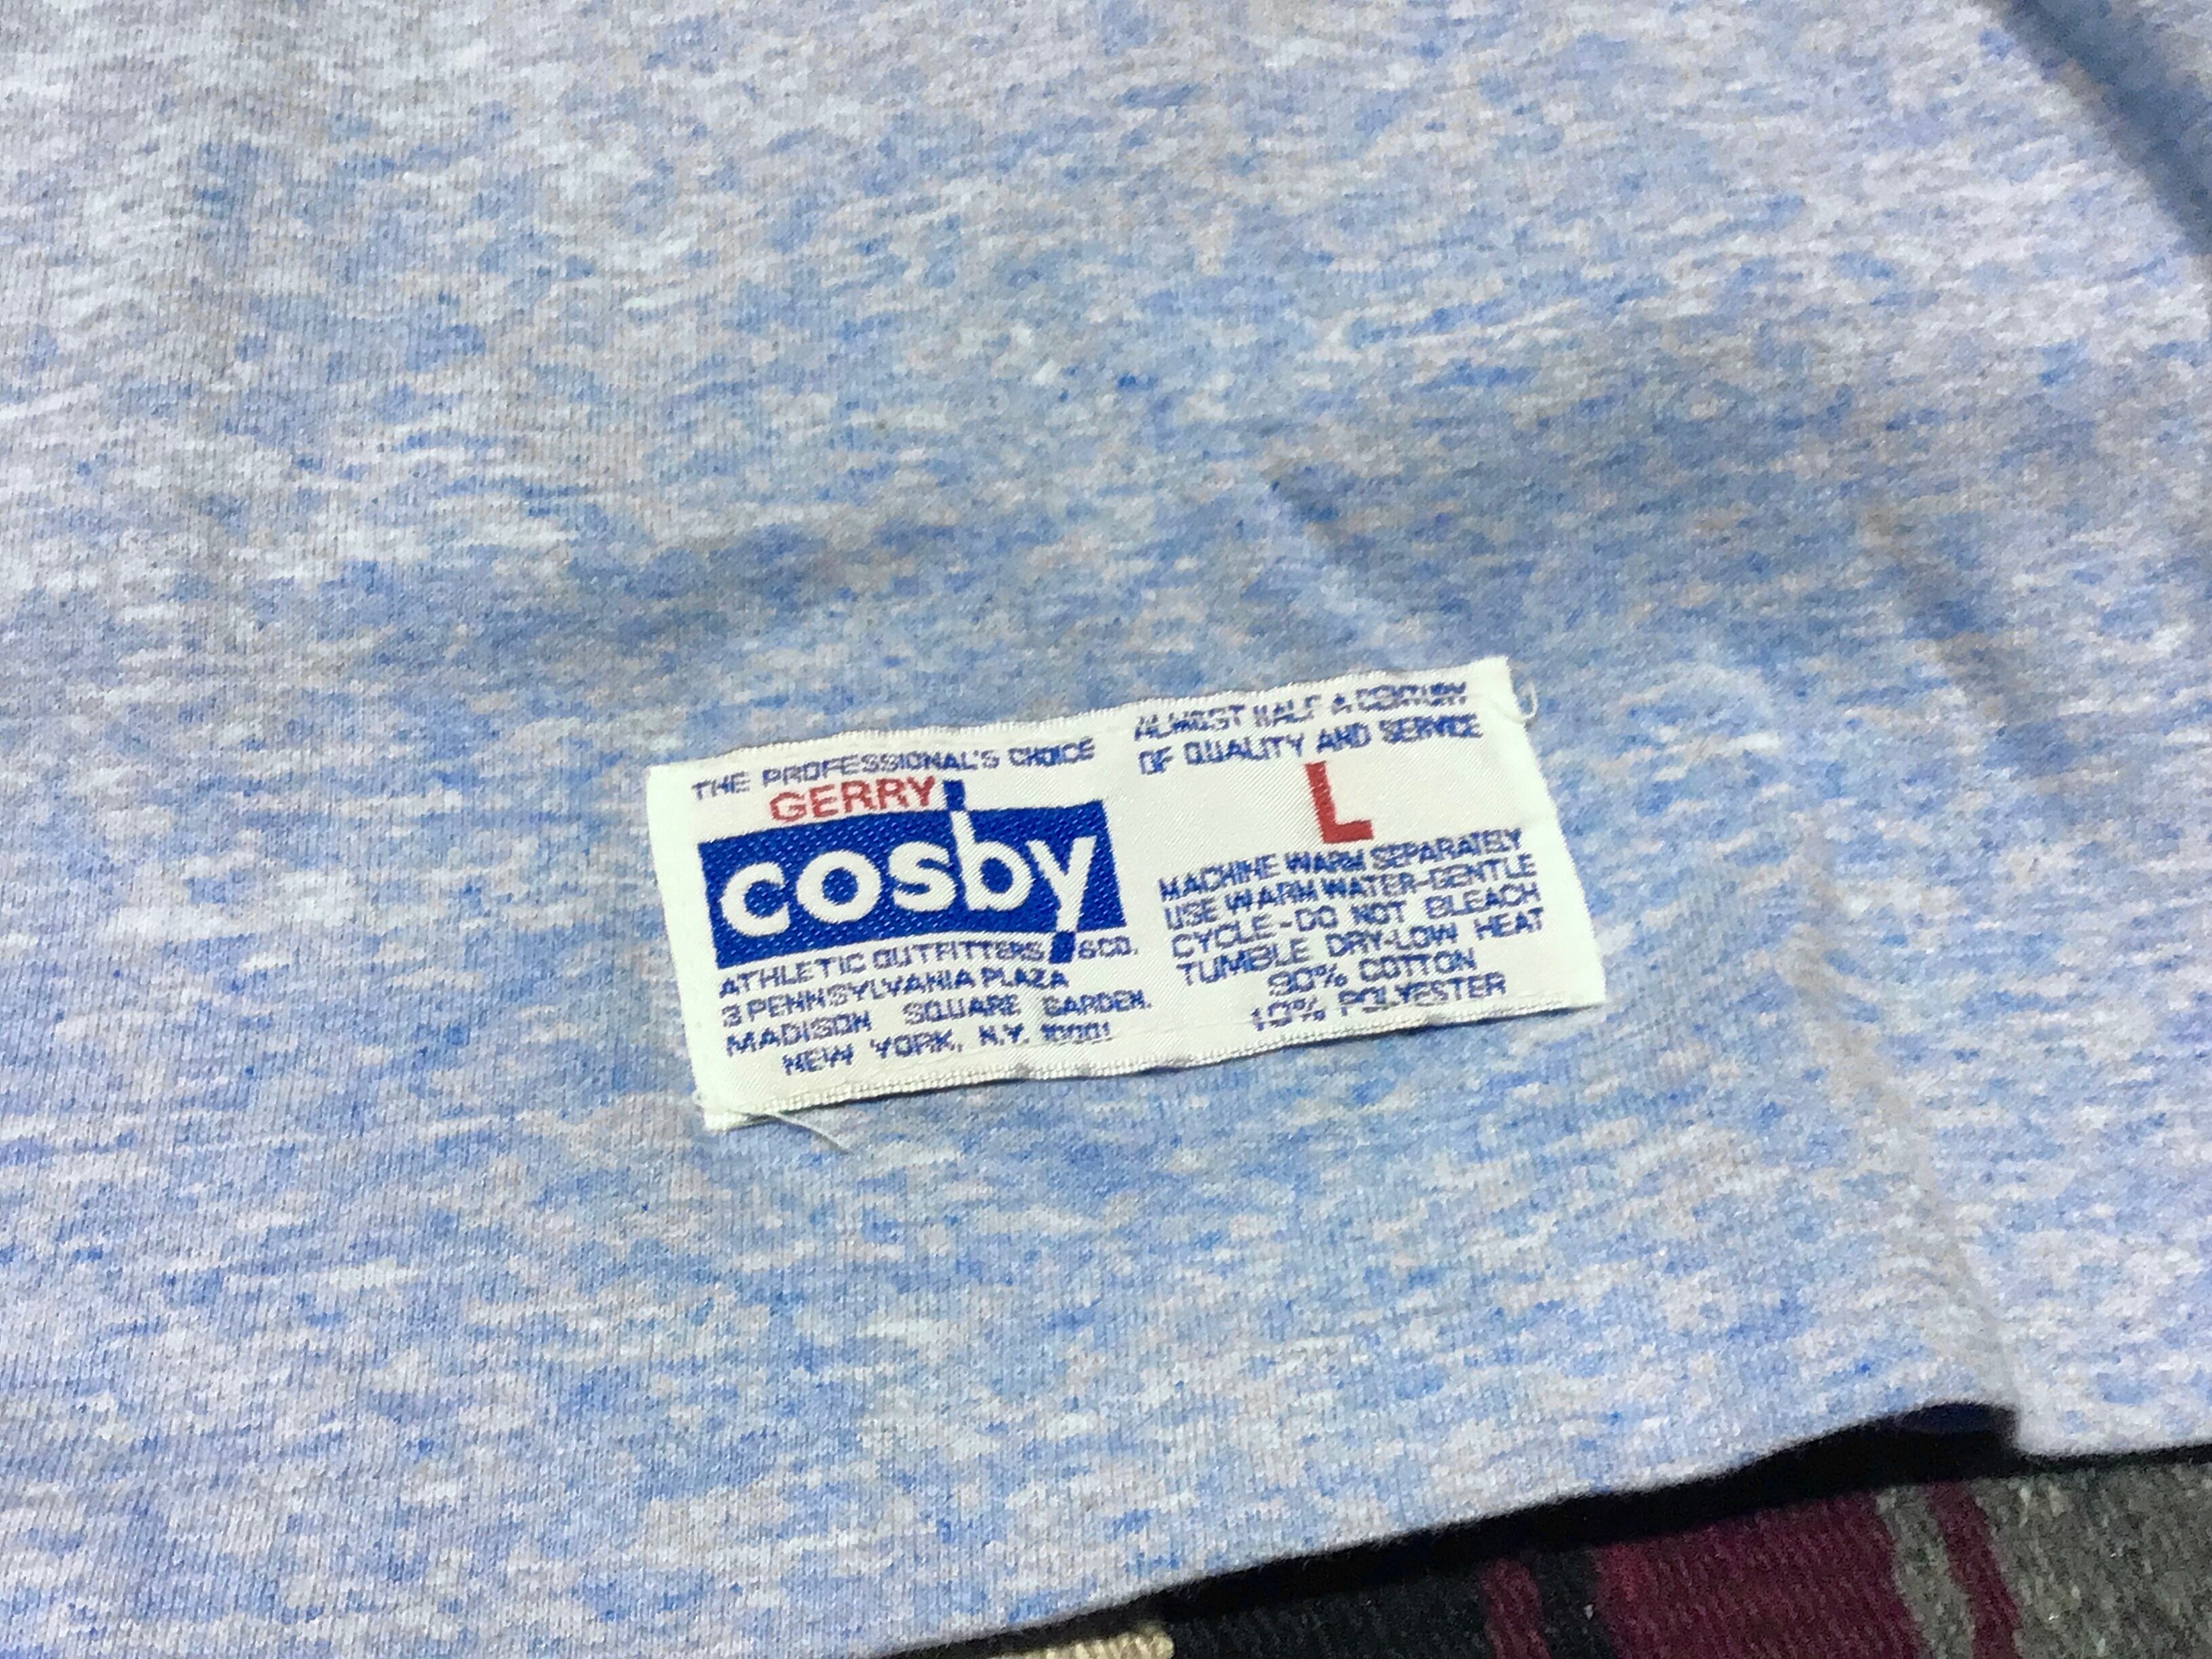 THE PROFESSIONAL'S CHOICE
GERRY
cosby
ATHLETIC OUTFITTERS &CO.
3 PENNSYLVANIA PLAZA
MADISON SQUARE GARDEN.
NEW YORK, N.Y. 10001
ALMOST HALF A CENTURY
OF QUALITY AND SERVICE
L
MACHINE WARM SEPARATELY
USE WARM WATER-GENTLE
CYCLE-DO NOT BLEACH
TUMBLE DRY-LOW HEAT
90% COTTON
10% POLYESTER